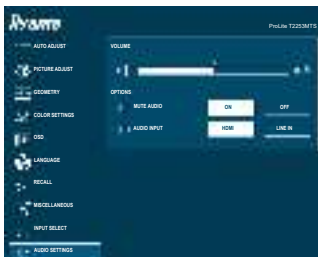 ProLite T2253MTS
AUTO ADJUST
PICTURE ADJUST
GEOMETRY
COLOR SETTINGS
OSD
LANGUAGE
RECALL
MISCELLANEOUS
INPUT SELECT
AUDIO SETTINGS
VOLUME
OPTIONS
MUTE AUDIO ON OFF
AUDIO INPUT HDMI LINE IN